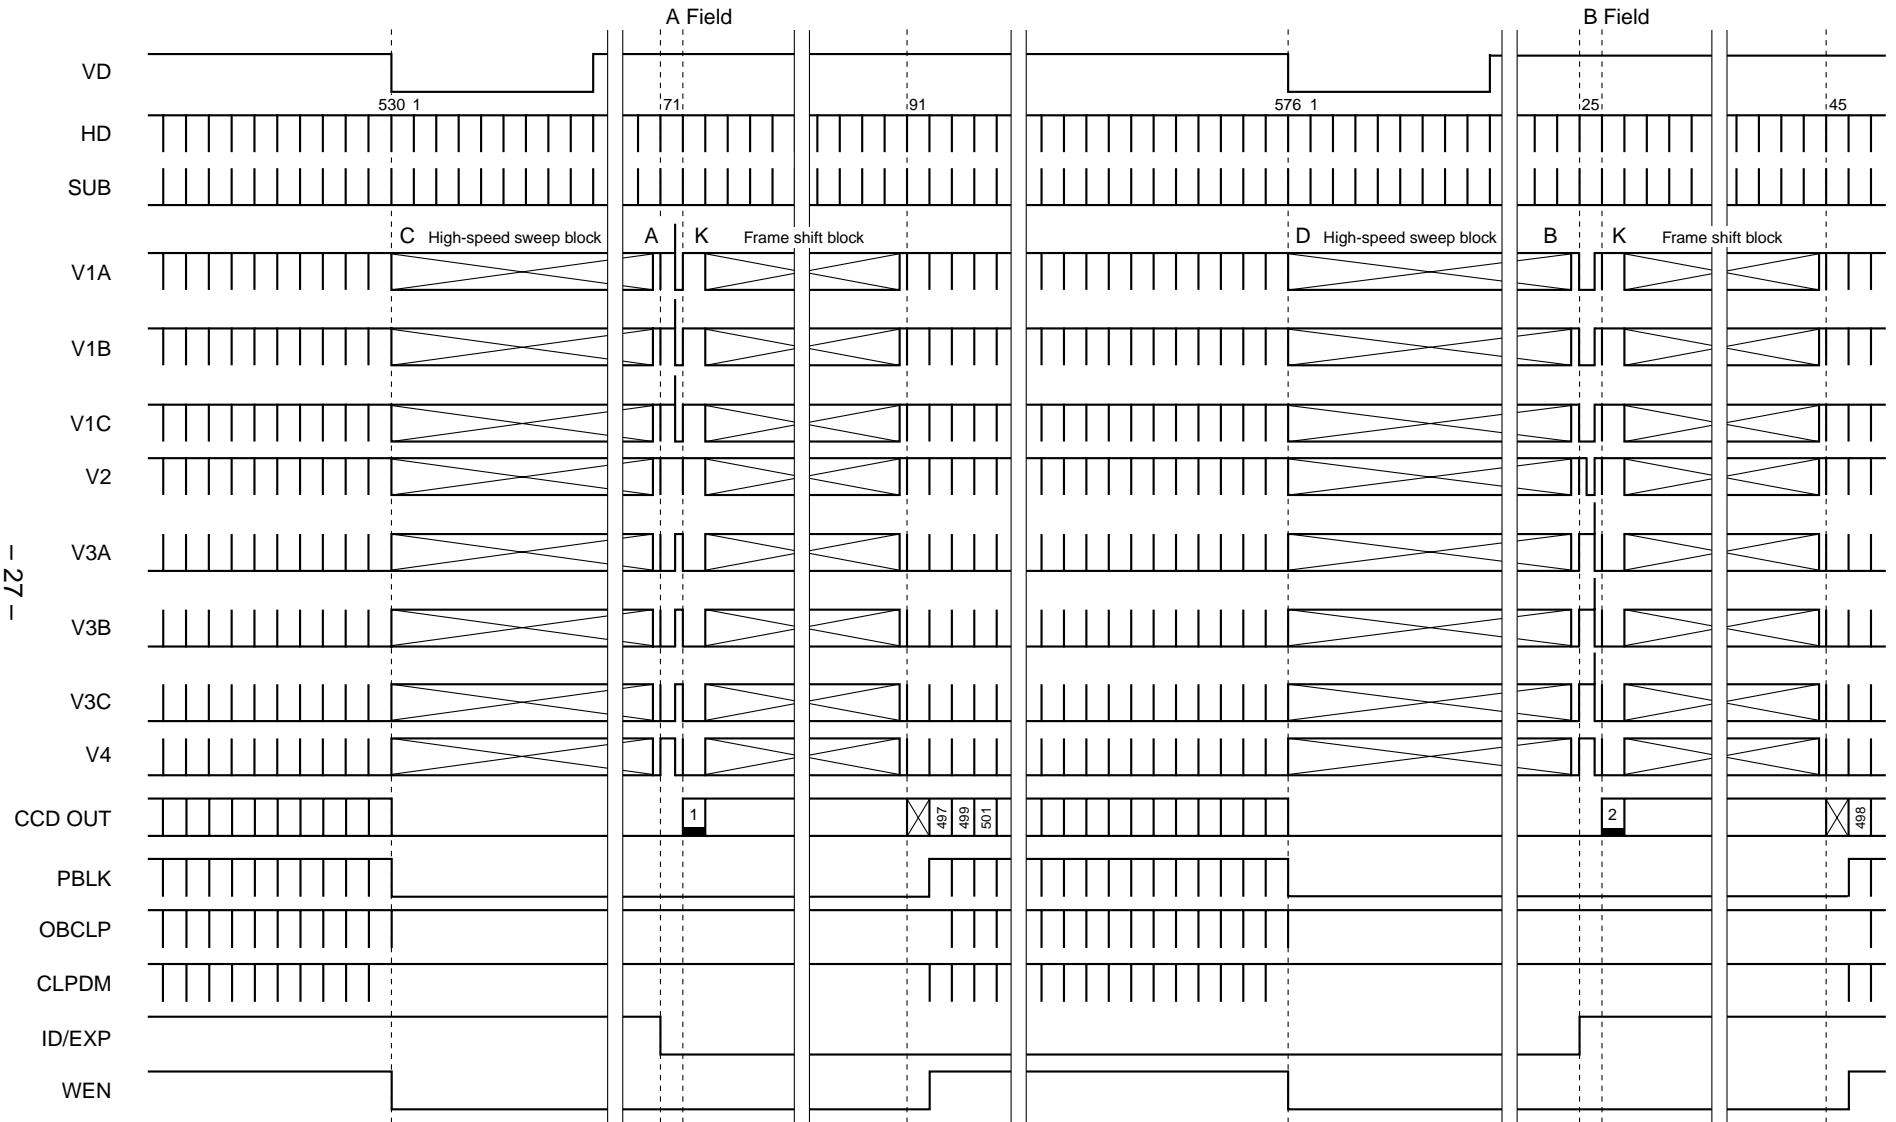 A Field B Field
VD
530 1 71 91 576 1 25 45
HD
SUB
C High-speed sweep block A K Frame shift block D High-speed sweep block B K Frame shift block
V1A
V1B
V1C
V2
V3A
V3B
V3C
V4
CCD OUT 1 497 499 501 2 498
PBLK
OBCLP
CLPDM
ID/EXP
WEN
– 27 –